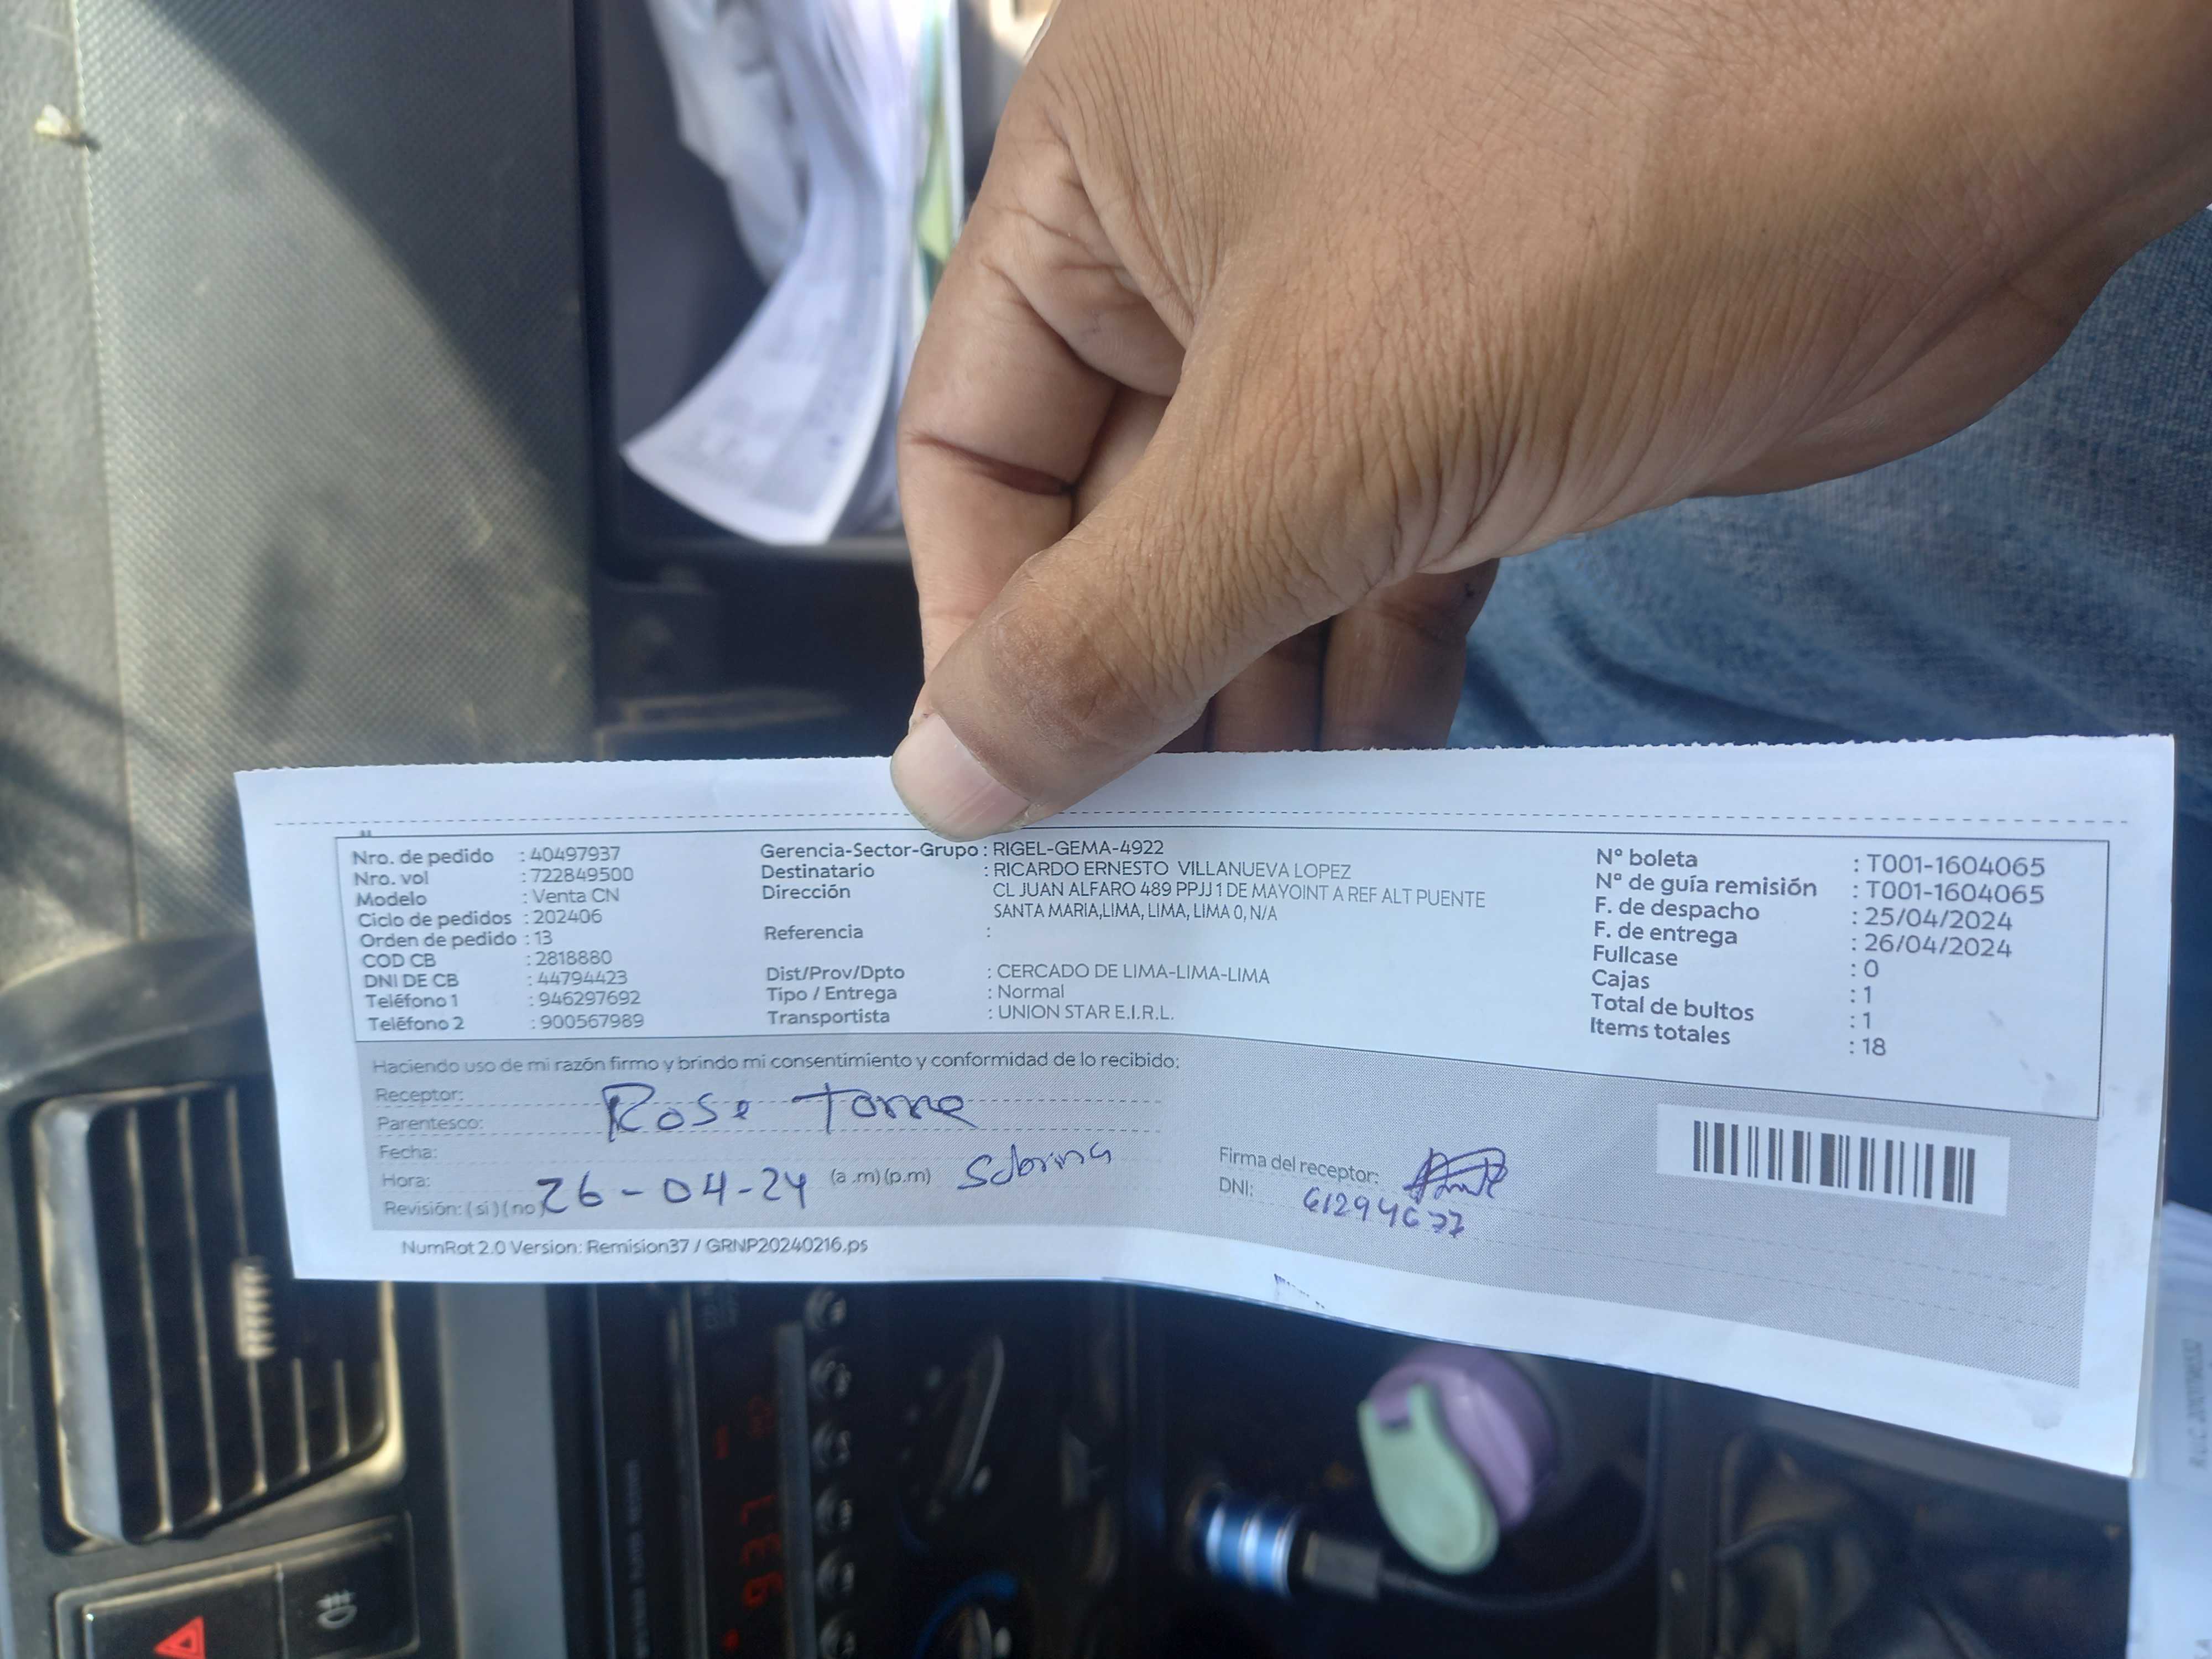 Nro. de pedido : 40497937
Nro. vol : 722849500
Modelo : Venta CN
Ciclo de pedidos : 202406
Orden de pedido : 13
COD CB : 2818880
DNI DE CB : 44794423
Teléfono 1 : 946297692
Teléfono 2 : 900567989
Gerencia-Sector-Grupo : RIGEL-GEMA-4922
Destinatario : RICARDO ERNESTO VILLANUEVA LOPEZ
Dirección CL JUAN ALFARO 489 PPJJ 1 DE MAYOINT A REF ALT PUENTE
SANTA MARIA,LIMA, LIMA, LIMA 0, N/A
Referencia :
Dist/Prov/Dpto : CERCADO DE LIMA-LIMA-LIMA
Tipo / Entrega : Normal
Transportista : UNION STAR E.I.R.L.
N° boleta : T001-1604065
N° de guía remisión : T001-1604065
F. de despacho : 25/04/2024
F. de entrega : 26/04/2024
Fullcase : 0
Cajas : 1
Total de bultos : 1
Items totales : 18
Haciendo uso de mi razón firmo y brindo mi consentimiento y conformidad de lo recibido:
Receptor:
Rose Torre
Parentesco:
Fecha:
Hora: (a .m) (p.m) Sobrina
26-04-24
Revisión: ( si ) ( no )
Firma del receptor:
DNI:
NumRot 2.0 Version: Remision37 / GRNP20240216.ps
937